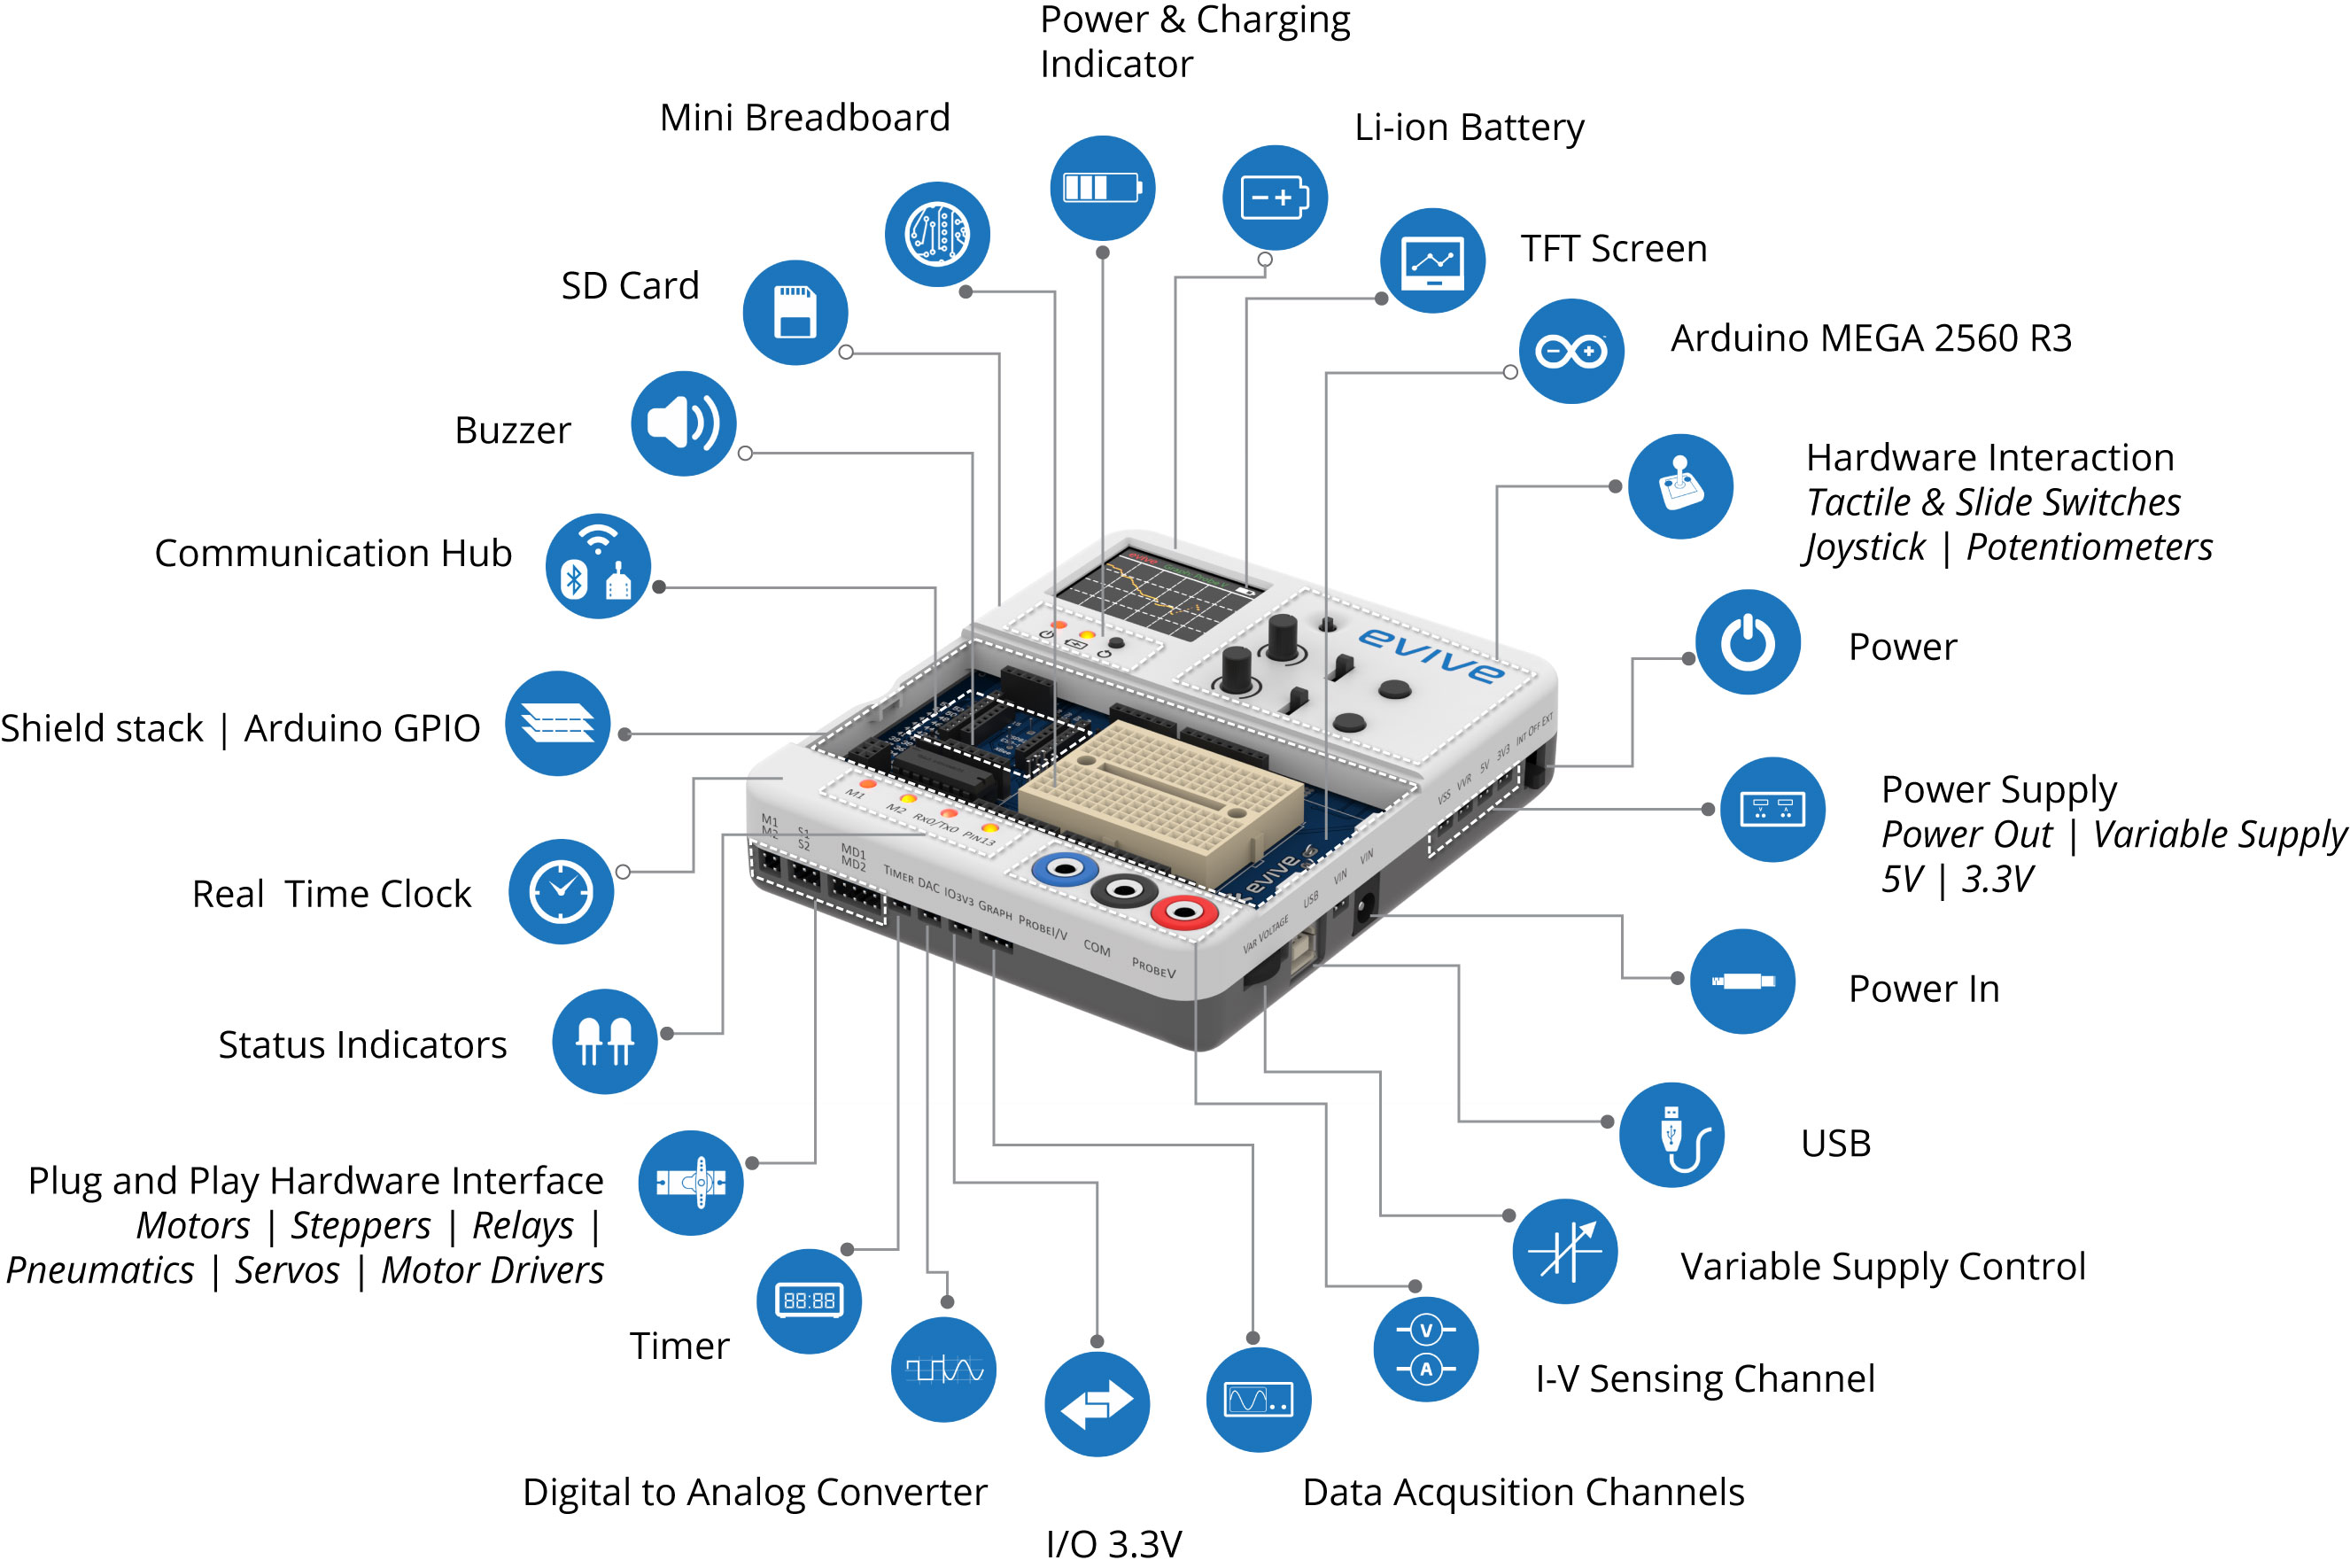 Power & Charging
Indicator
Mini Breadboard
Li-ion Battery
TFT Screen
SD Card
Arduino MEGA 2560 R3
Buzzer
Hardware Interaction
Tactile & Slide Switches
Joystick | Potentiometers
Communication Hub
Power
Shield stack | Arduino GPIO
Power Supply
Power Out | Variable Supply
5V | 3.3V
Real Time Clock
Power In
Status Indicators
USB
Plug and Play Hardware Interface
Motors | Steppers | Relays |
Pneumatics | Servos | Motor Drivers
Variable Supply Control
Timer
I-V Sensing Channel
Digital to Analog Converter
Data Acqusition Channels
I/O 3.3V
evive
evive
M1
M2
Rx0/Tx0
Pin13
M1
M2
S1
S2
MD1
MD2
Timer
DAC
IO3V3
Graph
ProbeI/V
COM
ProbeV
Var Voltage
USB
VIN
VIN
VSS
VVR
5V
3V3
Int Off Ext
evive
88:88
V
A